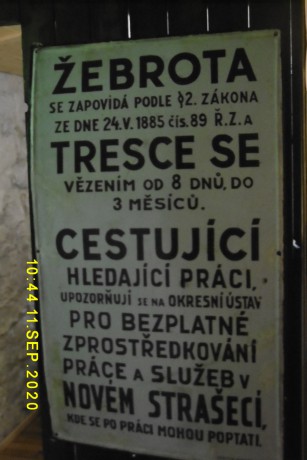 ŽEBROTA
SE ZAPOVÍDÁ PODLE §2. ZÁKONA
ZE DNE 24.V. 1885 čís. 89 Ř.Z. A
TRESCE SE
VĚZENÍM OD 8 DNŮ, DO
3 MĚSÍCŮ.
CESTUJÍCÍ
HLEDAJÍCÍ PRÁCI,
UPOZORŇUJÍ SE NA OKRESNÍ ÚSTAV
PRO BEZPLATNÉ
ZPROSTŘEDKOVÁNÍ
PRÁCE A SLUŽEB V
NOVÉM STRAŠECÍ,
KDE SE PO PRÁCI MOHOU POPTATI.
10:44 11.SEP.2020